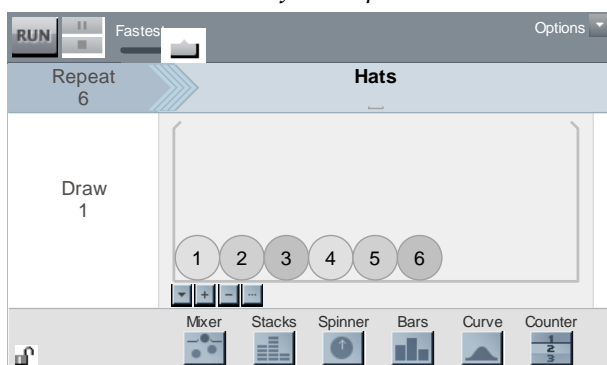 RUN
Fastest
Options
Repeat
6
Hats
Draw
1
1 2 3 4 5 6
Mixer Stacks Spinner Bars Curve Counter
1
2
3